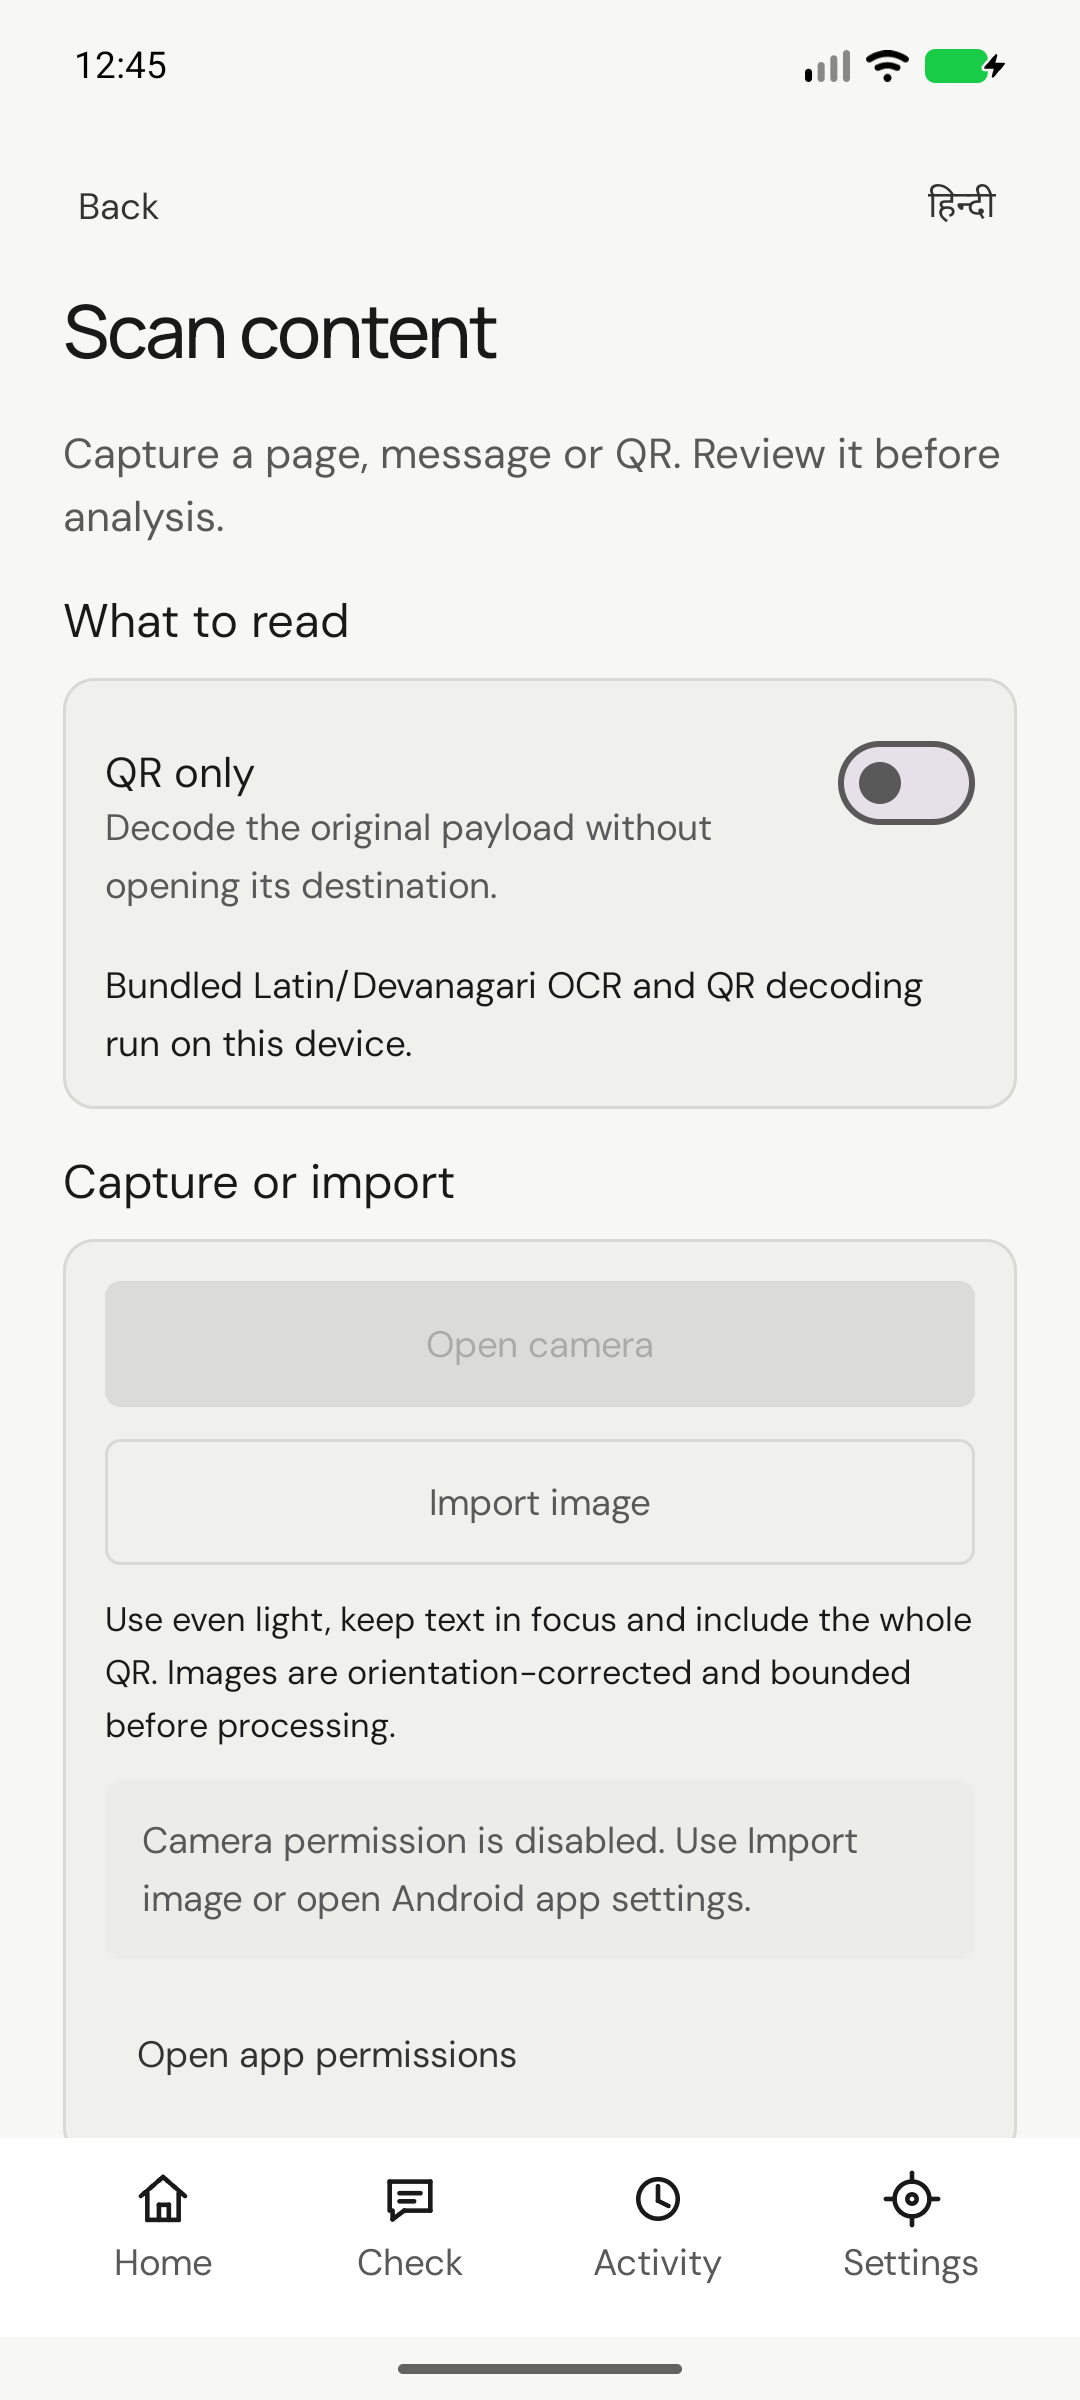 12:45
Back
हिन्दी
Scan content
Capture a page, message or QR. Review it before
analysis.
What to read
QR only
Decode the original payload without
opening its destination.
Bundled Latin/Devanagari OCR and QR decoding
run on this device.
Capture or import
Open camera
Import image
Use even light, keep text in focus and include the whole
QR. Images are orientation-corrected and bounded
before processing.
Camera permission is disabled. Use Import
image or open Android app settings.
Open app permissions
Home
Check
Activity
Settings